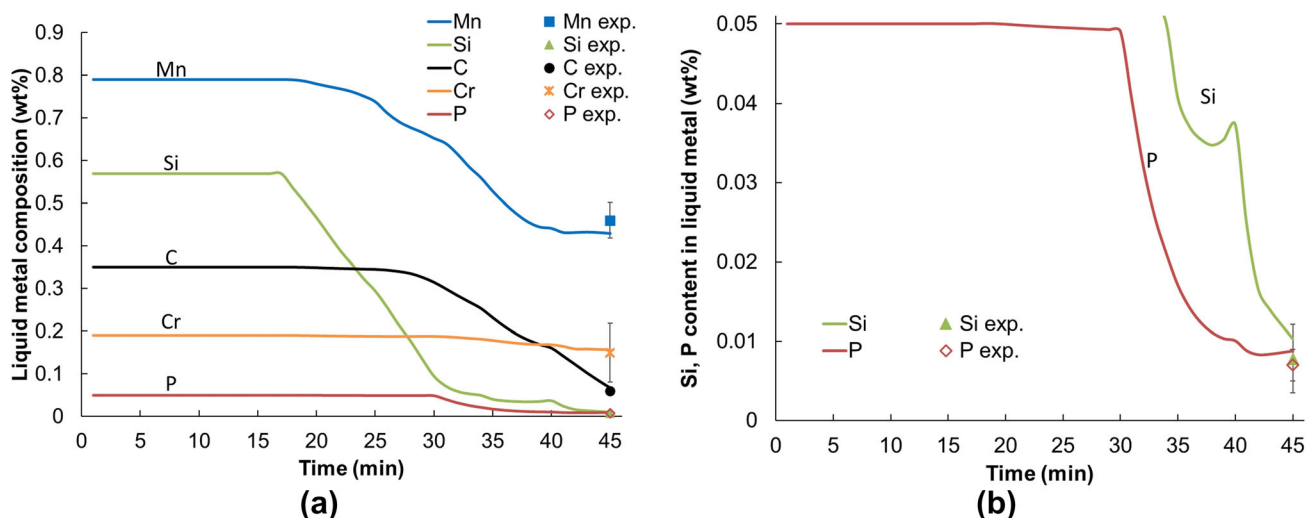 Liquid metal composition (wt%)
0.9
0.8
0.7
0.6
0.5
0.4
0.3
0.2
0.1
0
Mn
Si
C
Cr
P
Mn
Si
C
Cr
P
Mn exp.
Si exp.
C exp.
Cr exp.
P exp.
0 5 10 15 20 25 30 35 40 45
Time (min)
(a)
Si, P content in liquid metal (wt%)
0.05
0.04
0.03
0.02
0.01
0
Si
P
Si Si exp.
P P exp.
0 5 10 15 20 25 30 35 40 45
Time (min)
(b)